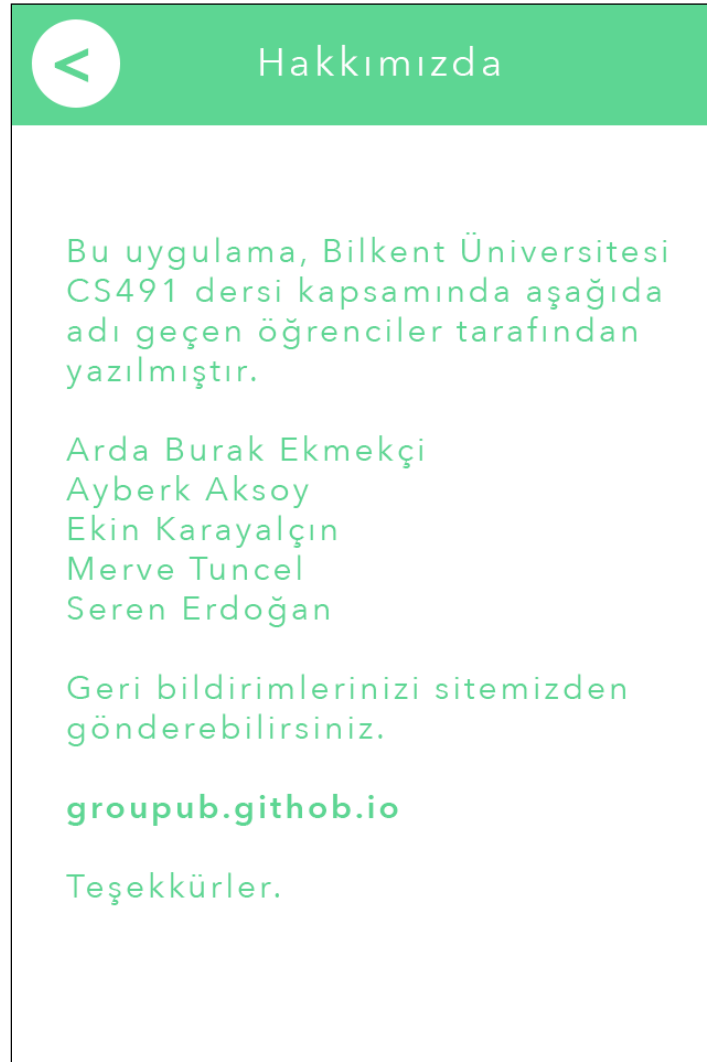 <
Hakkımızda
Bu uygulama, Bilkent Üniversitesi
CS491 dersi kapsamında aşağıda
adı geçen öğrenciler tarafından
yazılmıştır.
Arda Burak Ekmekçi
Ayberk Aksoy
Ekin Karayalçın
Merve Tuncel
Seren Erdoğan
Geri bildirimlerinizi sitemizden
gönderebilirsiniz.
groupub.githob.io
Teşekkürler.